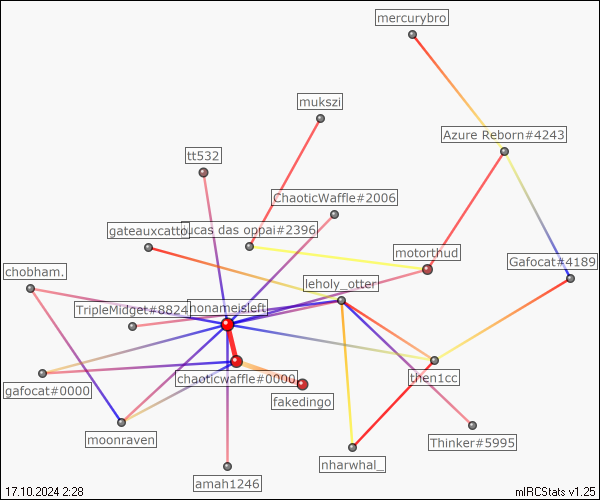 mercurybro
mukszi
Azure Reborn#4243
tt532
ChaoticWaffle#2006
gateauxcatto
ucas das oppai#2396
motorthud
Gafocat#4189
chobham.
leholy_otter
TripleMidget#8824
nonameisleft
chaoticwaffle#0000
then1cc
gafocat#0000
fakedingo
moonraven
Thinker#5995
nharwhal_
amah1246
17.10.2024 2:28
mIRCStats v1.25